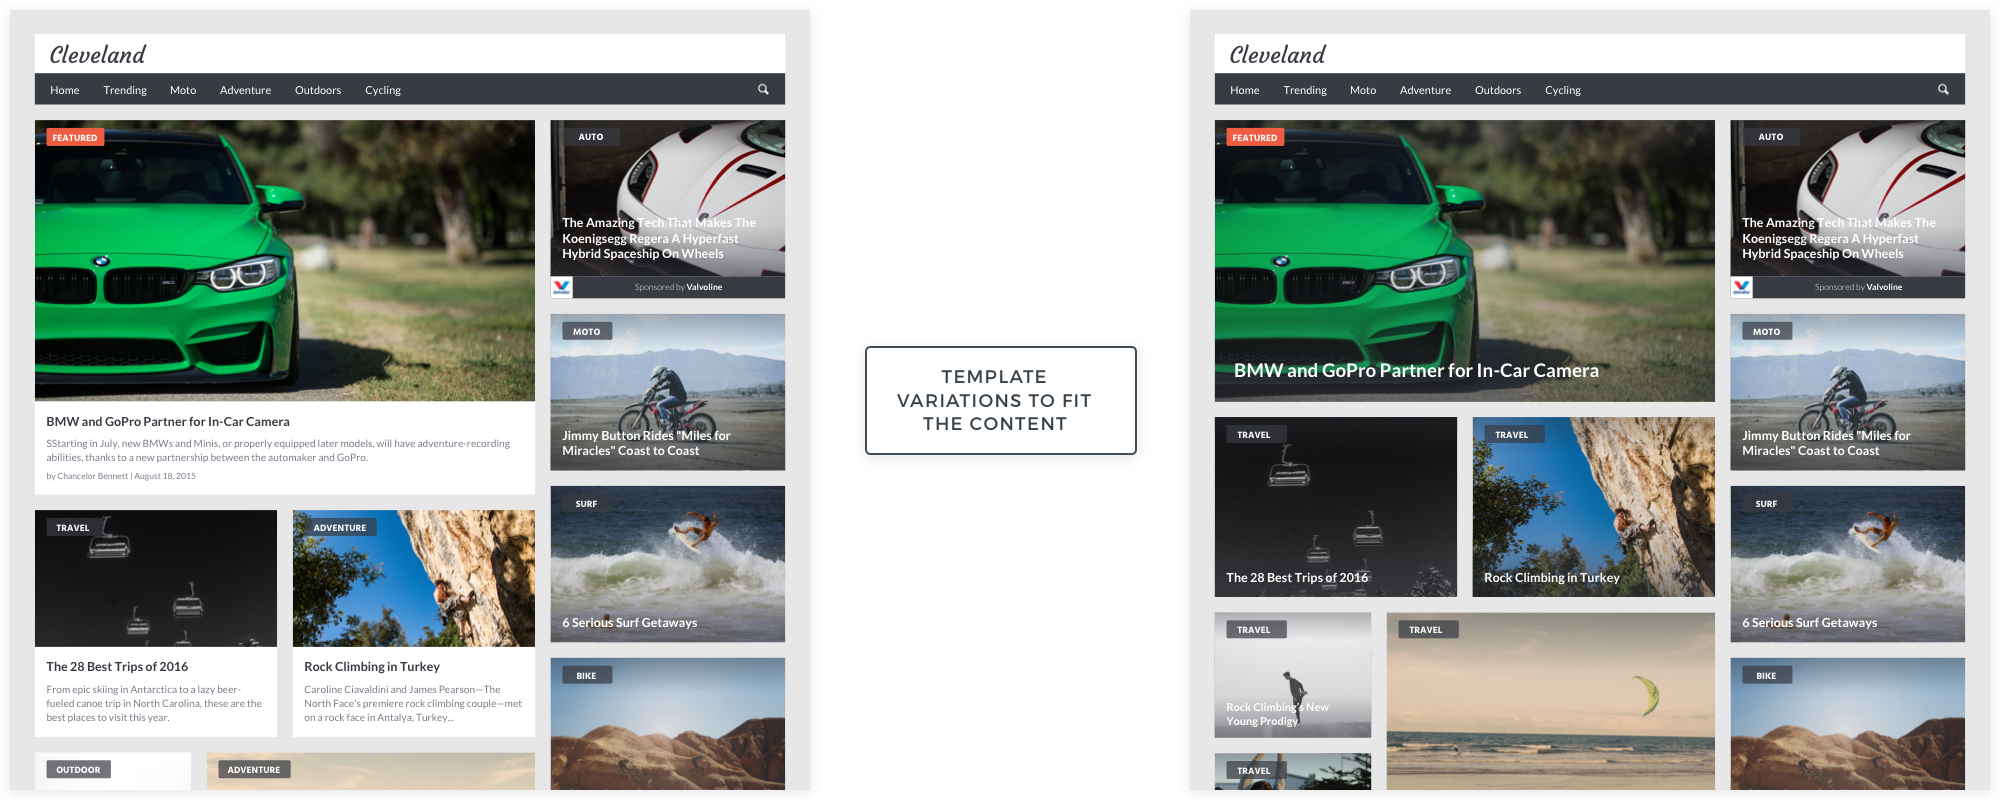 Cleveland
Home Trending Moto Adventure Outdoors Cycling
FEATURED
BMW and GoPro Partner for In-Car Camera
SStarting in July, new BMWs and Minis, or properly equipped later models, will have adventure-recording
abilities, thanks to a new partnership between the automaker and GoPro.
by Chancelor Bennett | August 18, 2015
TRAVEL
The 28 Best Trips of 2016
From epic skiing in Antarctica to a lazy beer-
fueled canoe trip in North Carolina, these are the
best places to visit this year.
ADVENTURE
Rock Climbing in Turkey
Caroline Ciavaldini and James Pearson—The
North Face's premiere rock climbing couple—met
on a rock face in Antalya, Turkey...
OUTDOOR
ADVENTURE
AUTO
The Amazing Tech That Makes The
Koenigsegg Regera A Hyperfast
Hybrid Spaceship On Wheels
Sponsored by Valvoline
MOTO
Jimmy Button Rides "Miles for
Miracles" Coast to Coast
SURF
6 Serious Surf Getaways
BIKE
TEMPLATE
VARIATIONS TO FIT
THE CONTENT
Cleveland
Home Trending Moto Adventure Outdoors Cycling
FEATURED
BMW and GoPro Partner for In-Car Camera
TRAVEL
The 28 Best Trips of 2016
TRAVEL
Rock Climbing in Turkey
TRAVEL
Rock Climbing's New
Young Prodigy
TRAVEL
TRAVEL
AUTO
The Amazing Tech That Makes The
Koenigsegg Regera A Hyperfast
Hybrid Spaceship On Wheels
Sponsored by Valvoline
MOTO
Jimmy Button Rides "Miles for
Miracles" Coast to Coast
SURF
6 Serious Surf Getaways
BIKE